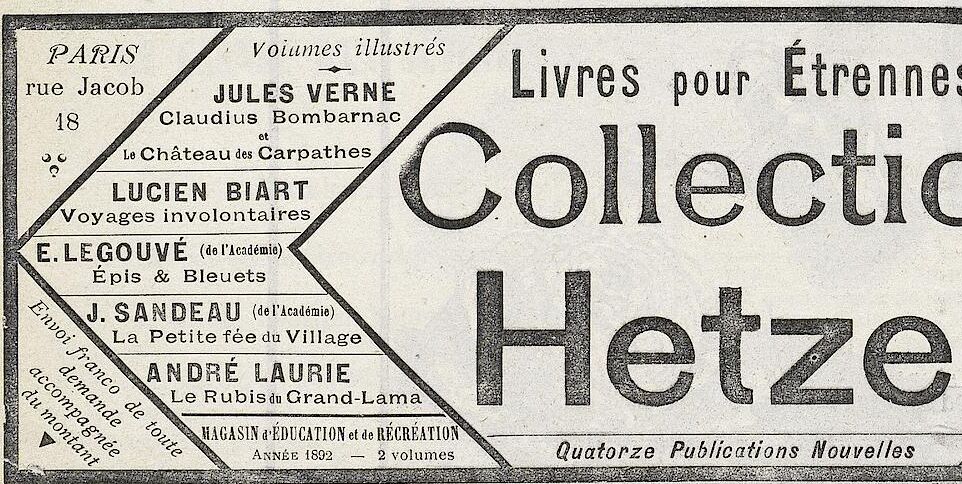 PARIS
rue Jacob
18
Volumes illustrés
JULES VERNE
Claudius Bombarnac
et
Le Château des Carpathes
LUCIEN BIART
Voyages involontaires
E. LEGOUVÉ (de l'Académie)
Épis & Bleuets
J. SANDEAU (de l'Académie)
La Petite fée du Village
ANDRÉ LAURIE
Le Rubis du Grand-Lama
MAGASIN d'ÉDUCATION et de RÉCRÉATION
ANNÉE 1892 — 2 volumes
Envoi franco de toute
demande
accompagnée
du montant
Livres pour Étrennes
Collectio
Hetze
Quatorze Publications Nouvelles